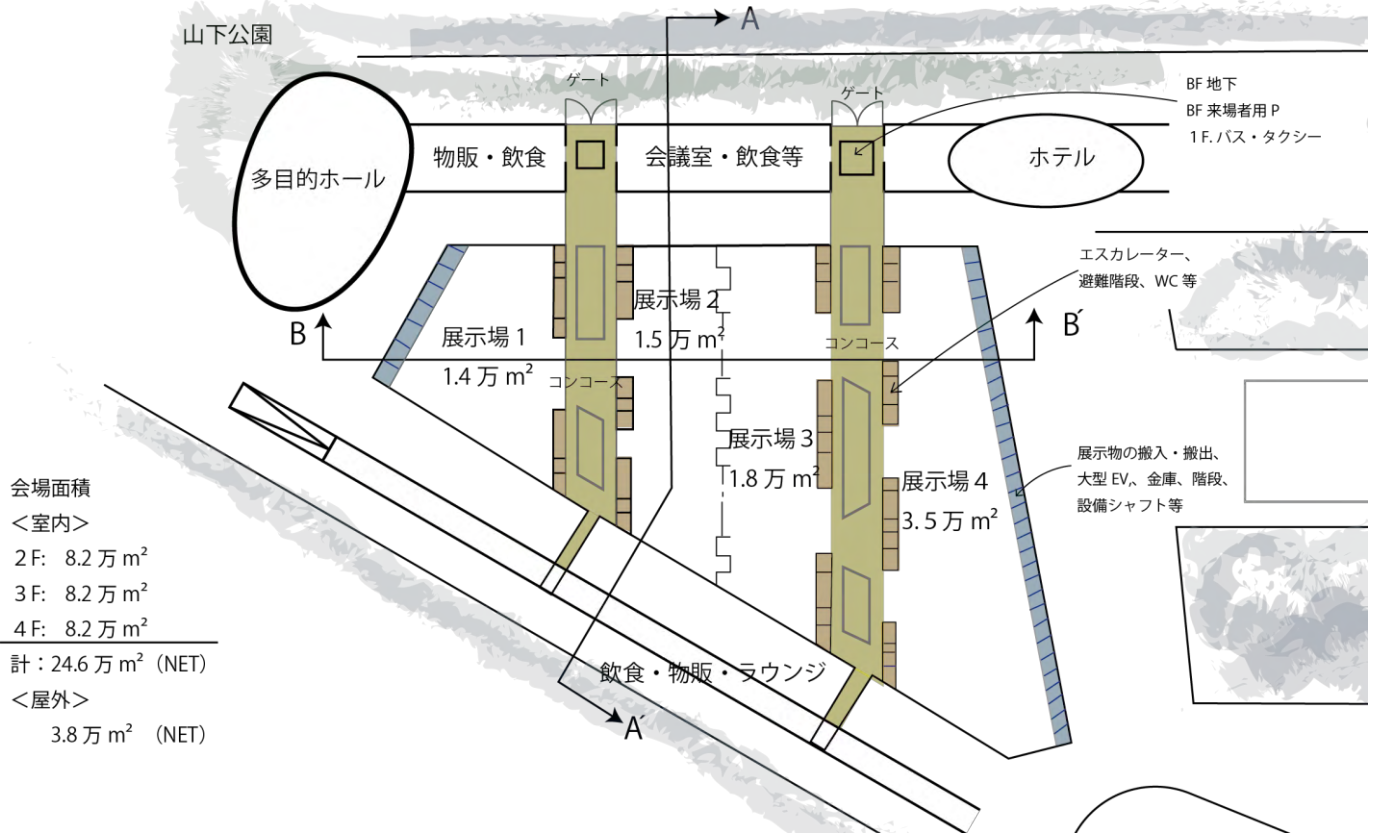 山下公園
A
ゲート
ゲート
BF 地下
BF 来場者用 P
1 F. バス・タクシー
物販・飲食
会議室・飲食等
ホテル
多目的ホール
エスカレーター、
避難階段、WC 等
展示場 2
1.5 万 m²
B
B´
展示場 1
1.4 万 m²
コンコース
コンコース
展示場 3
1.8 万 m²
展示場 4
3. 5 万 m²
展示物の搬入・搬出、
大型 EV,、金庫、階段、
設備シャフト等
会場面積
＜室内＞
2 F: 8.2 万 m²
3 F: 8.2 万 m²
4 F: 8.2 万 m²
計：24.6 万 m²（NET）
＜屋外＞
3.8 万 m² （NET）
飲食・物販・ラウンジ
A´